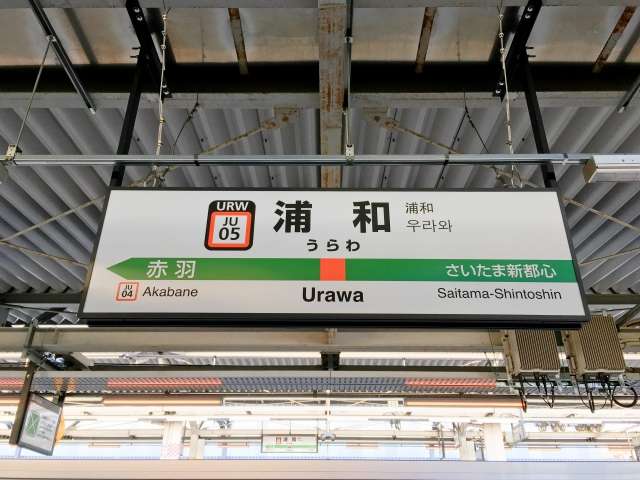 URW
JU
05
浦 和
浦和
우라와
うらわ
赤羽
さいたま新都心
JU
04
Akabane
Urawa
Saitama-Shintoshin